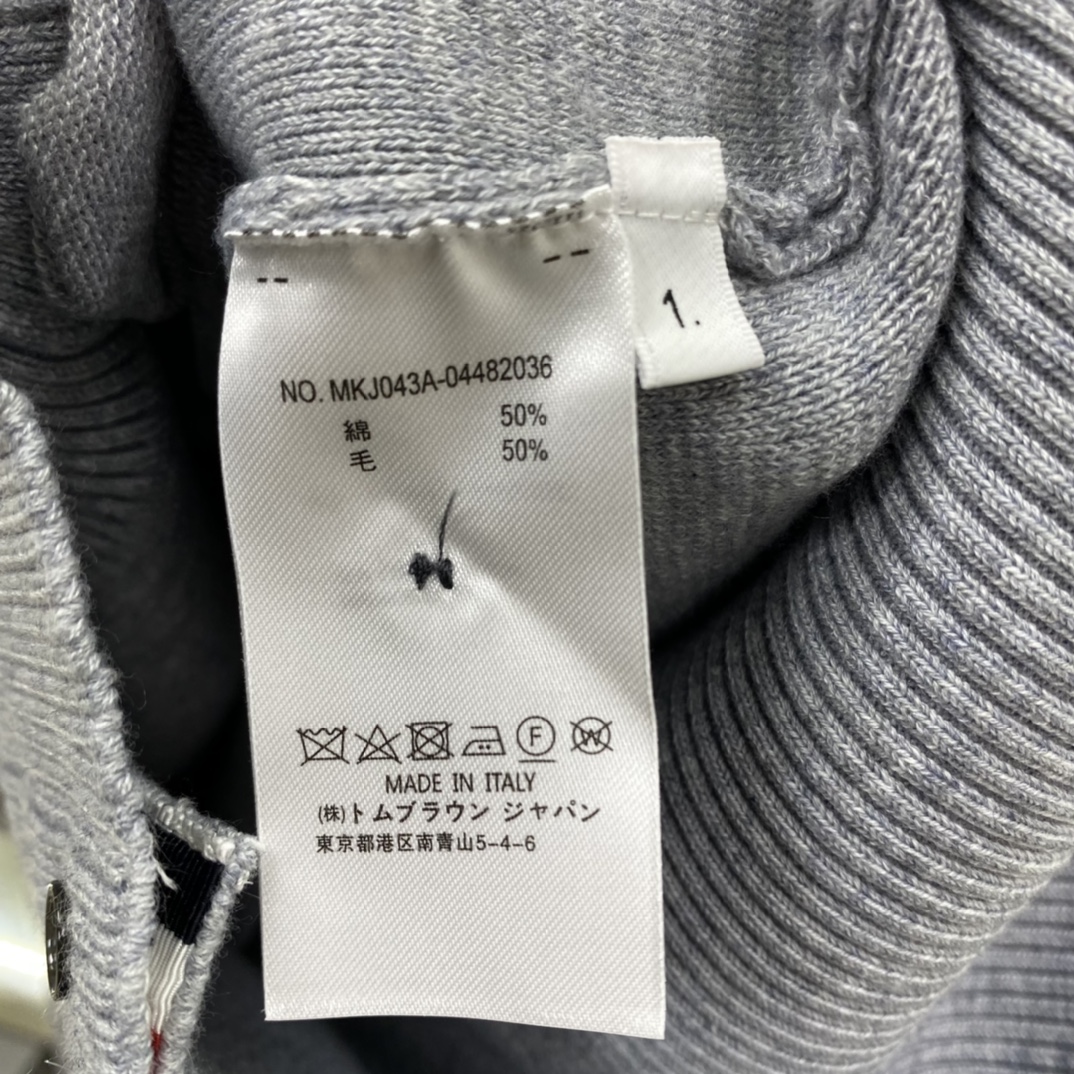 1.
NO. MKJ043A-04482036
綿 50%
毛 50%
F
W
MADE IN ITALY
(株)トムブラウン ジャパン
東京都港区南青山5-4-6